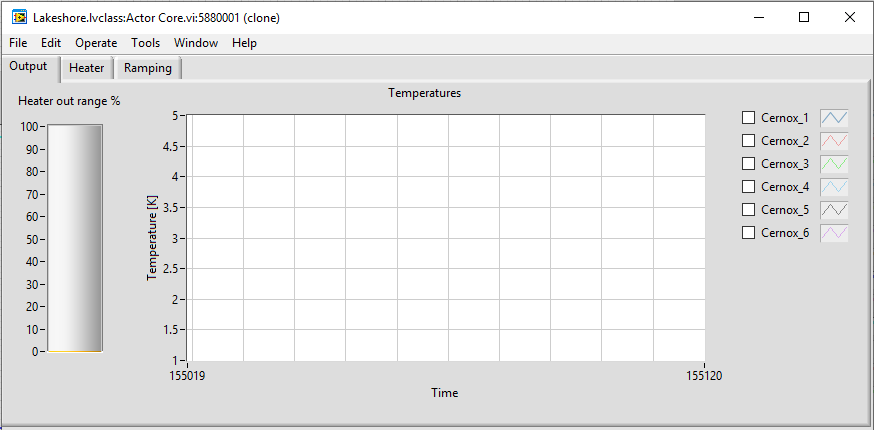 Lakeshore.lvclass:Actor Core.vi:5880001 (clone)
File Edit Operate Tools Window Help
Output Heater Ramping
Heater out range %
100
90
80
70
60
50
40
30
20
10
0
Temperatures
Temperature [K]
5
4.5
4
3.5
3
2.5
2
1.5
1
155019 155120
Time
Cernox_1
Cernox_2
Cernox_3
Cernox_4
Cernox_5
Cernox_6